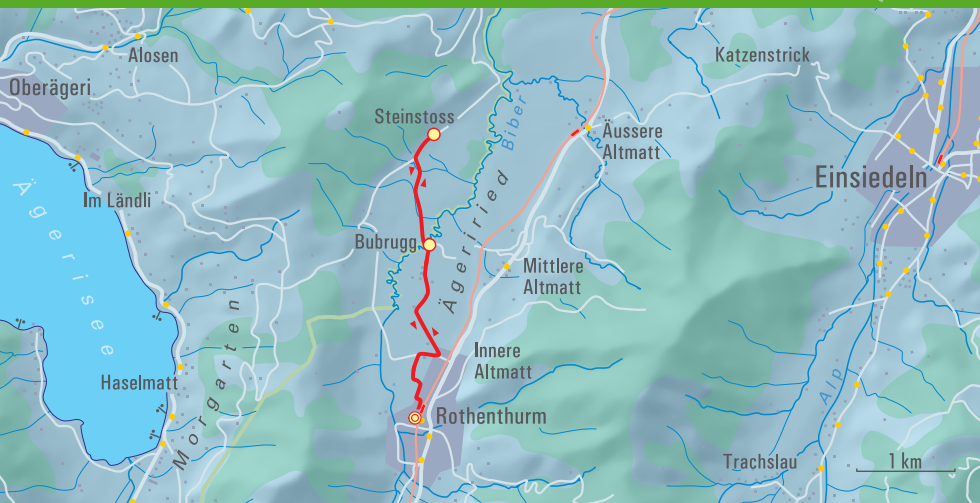 Alosen
Oberägeri
Katzenstrick
Steinstoss
Biber
Äussere
Altmatt
Einsiedeln
Ägerisee
Im Ländli
Ägeriried
Bubrugg
Mittlere
Altmatt
Morgarten
Innere
Altmatt
Haselmatt
Alp
Rothenthurm
Trachslau
1 km